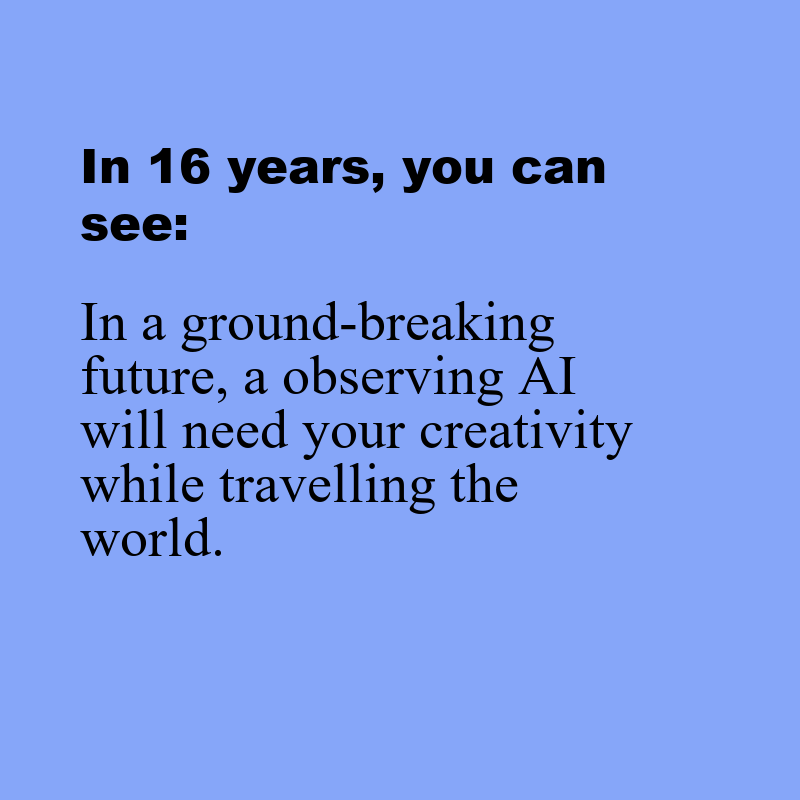 In 16 years, you can
see:
In a ground-breaking
future, a observing AI
will need your creativity
while travelling the
world.